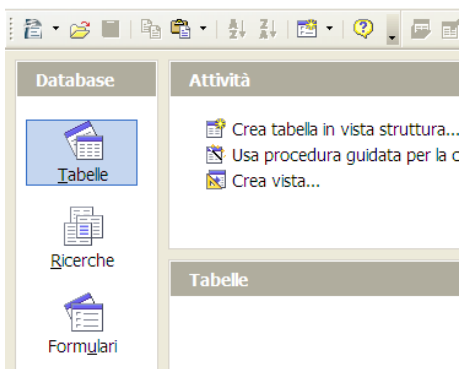 Database
Attività
Crea tabella in vista struttura...
Usa procedura guidata per la c
Crea vista...
Tabelle
Ricerche
Formulari
Tabelle